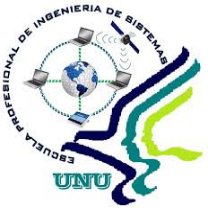 ESCUELA PROFESIONAL DE INGENIERIA DE SISTEMAS
UNU